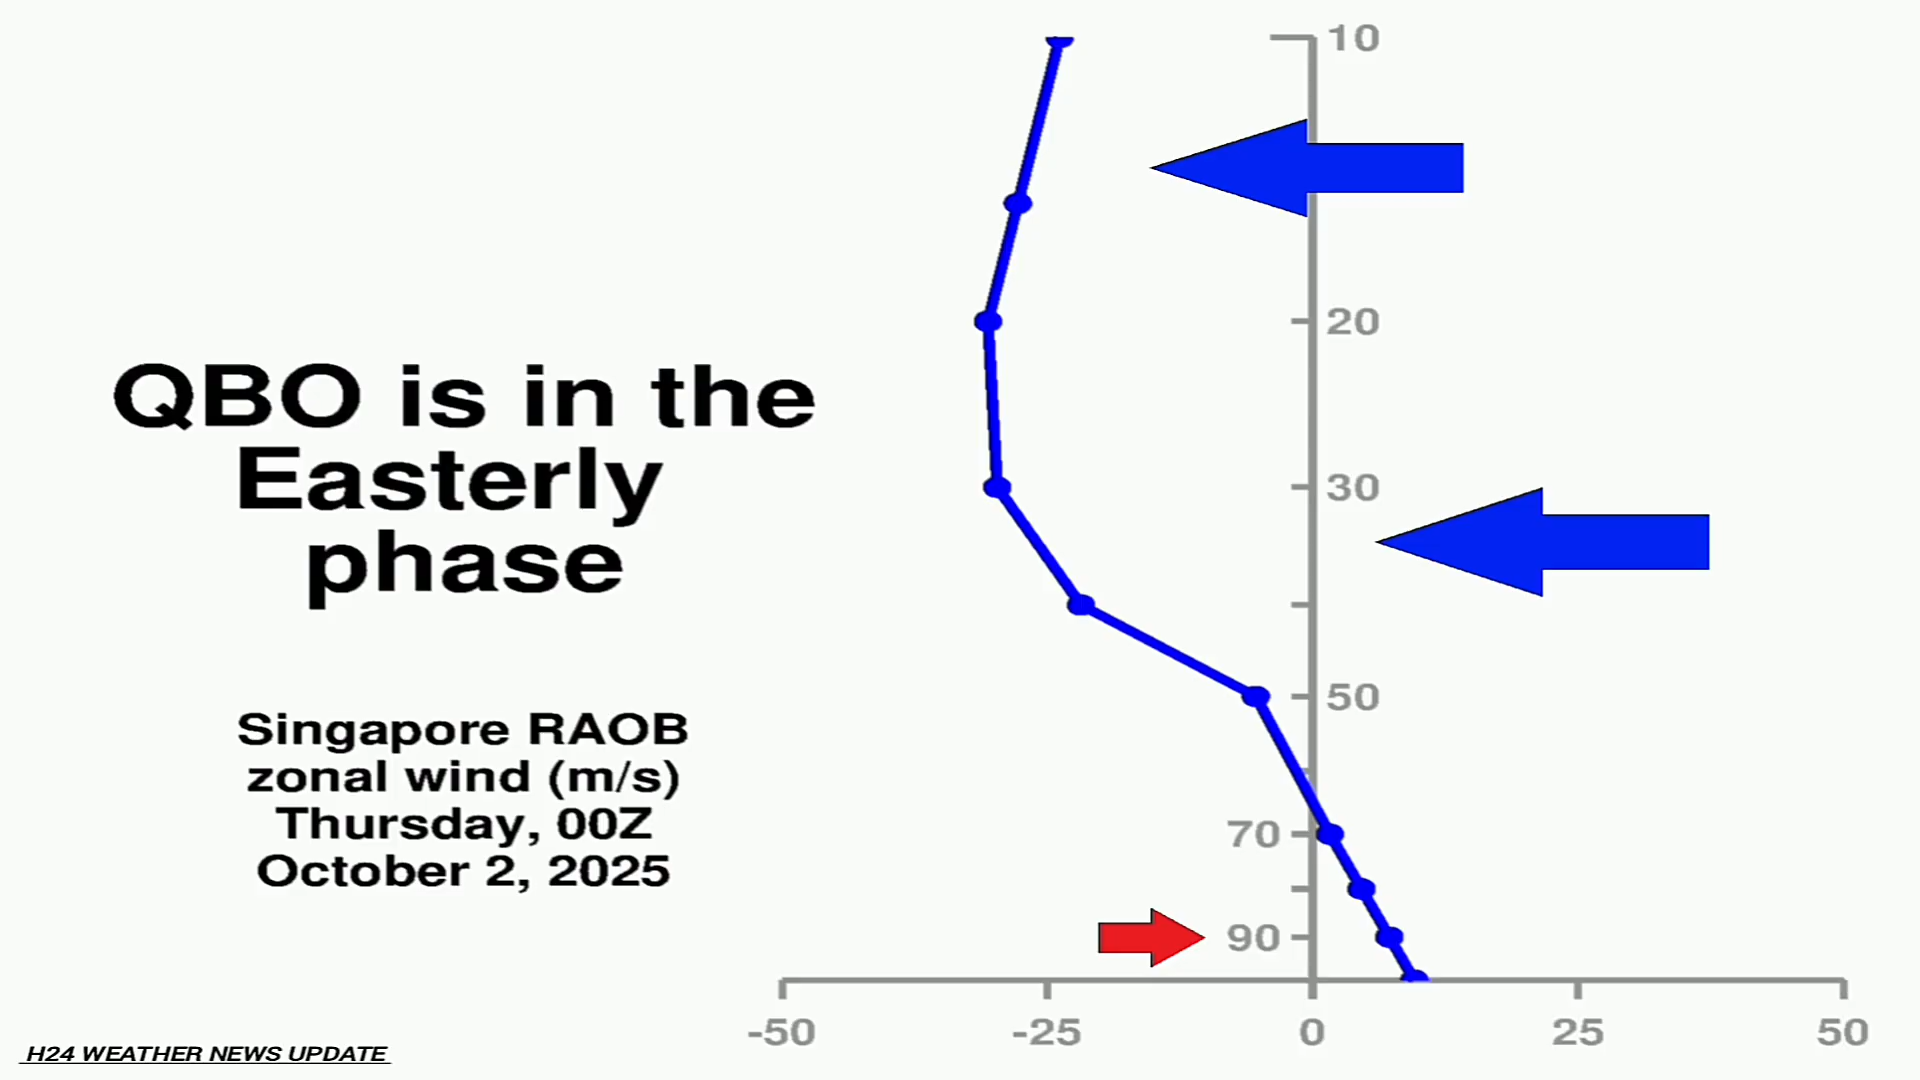 QBO is in the
Easterly
phase
Singapore RAOB
zonal wind (m/s)
Thursday, 00Z
October 2, 2025
10
20
30
50
70
90
-50
-25
0
25
50
H24 WEATHER NEWS UPDATE